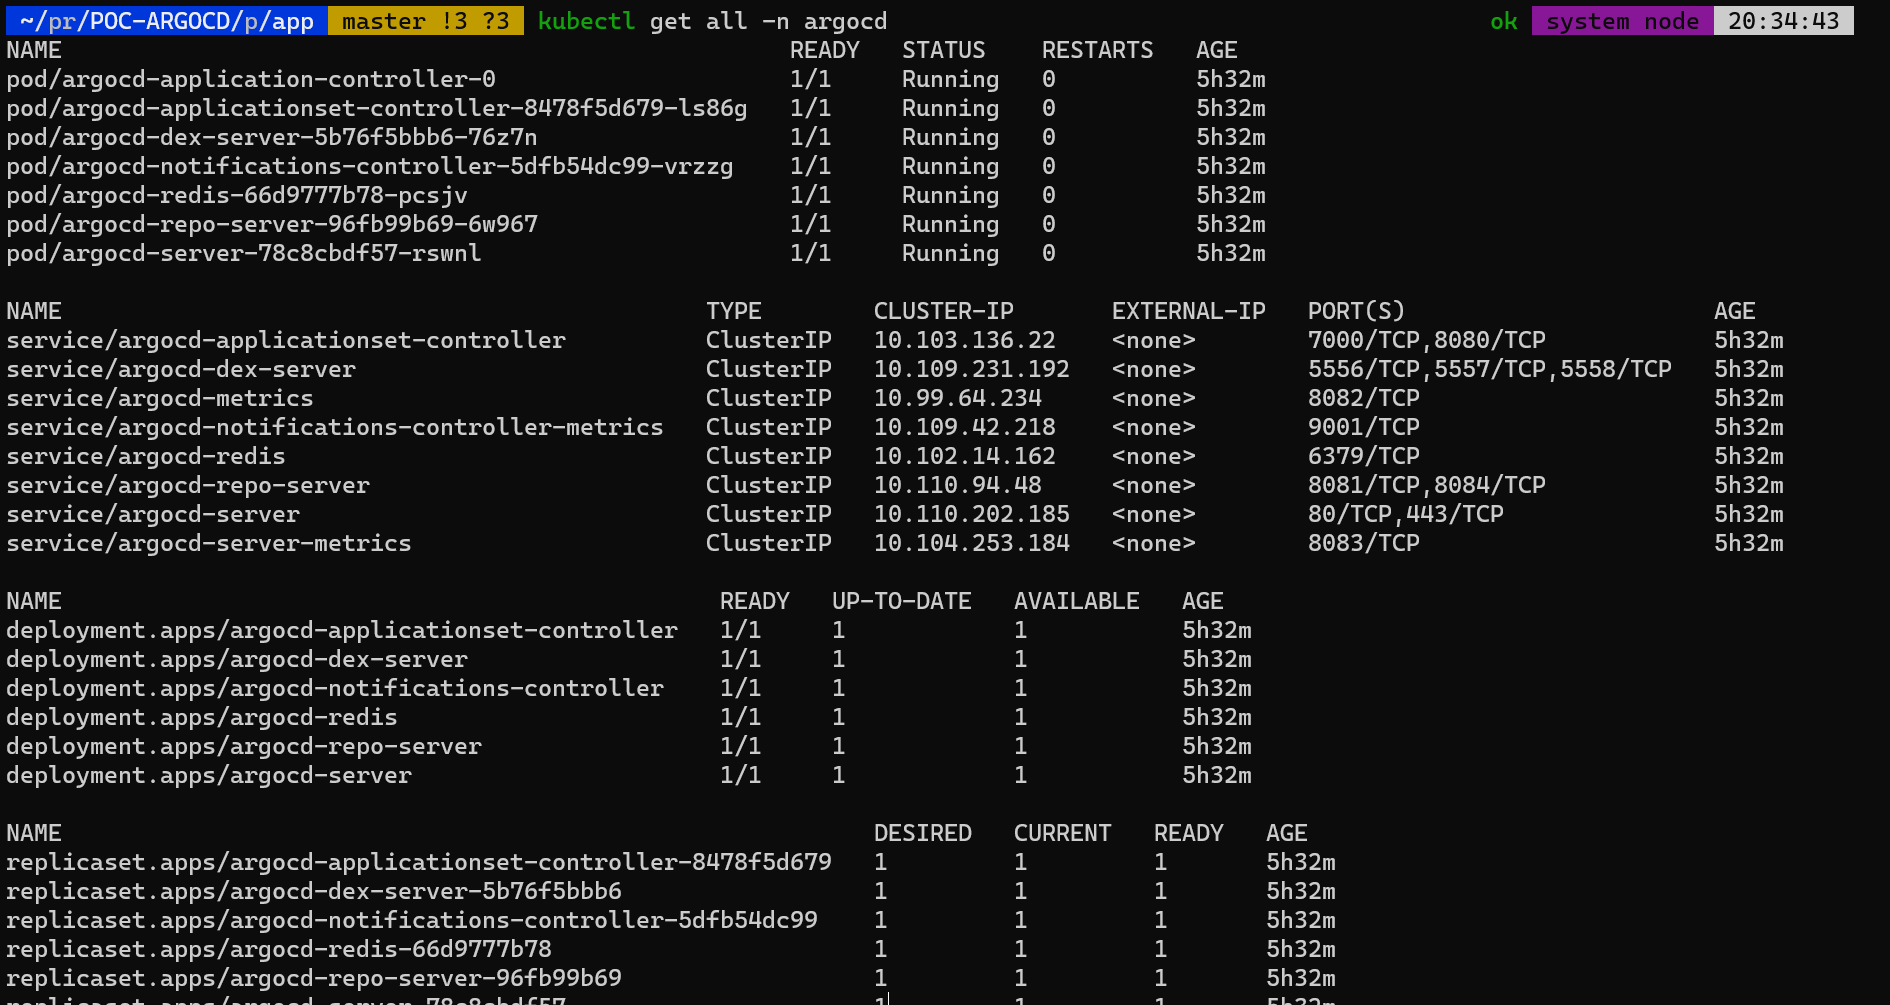 ~/pr/POC-ARGOCD/p/app master !3 ?3 kubectl get all -n argocd ok system node 20:34:43
NAME READY STATUS RESTARTS AGE
pod/argocd-application-controller-0 1/1 Running 0 5h32m
pod/argocd-applicationset-controller-8478f5d679-ls86g 1/1 Running 0 5h32m
pod/argocd-dex-server-5b76f5bbb6-76z7n 1/1 Running 0 5h32m
pod/argocd-notifications-controller-5dfb54dc99-vrzzg 1/1 Running 0 5h32m
pod/argocd-redis-66d9777b78-pcsjv 1/1 Running 0 5h32m
pod/argocd-repo-server-96fb99b69-6w967 1/1 Running 0 5h32m
pod/argocd-server-78c8cbdf57-rswnl 1/1 Running 0 5h32m
NAME TYPE CLUSTER-IP EXTERNAL-IP PORT(S) AGE
service/argocd-applicationset-controller ClusterIP 10.103.136.22 <none> 7000/TCP,8080/TCP 5h32m
service/argocd-dex-server ClusterIP 10.109.231.192 <none> 5556/TCP,5557/TCP,5558/TCP 5h32m
service/argocd-metrics ClusterIP 10.99.64.234 <none> 8082/TCP 5h32m
service/argocd-notifications-controller-metrics ClusterIP 10.109.42.218 <none> 9001/TCP 5h32m
service/argocd-redis ClusterIP 10.102.14.162 <none> 6379/TCP 5h32m
service/argocd-repo-server ClusterIP 10.110.94.48 <none> 8081/TCP,8084/TCP 5h32m
service/argocd-server ClusterIP 10.110.202.185 <none> 80/TCP,443/TCP 5h32m
service/argocd-server-metrics ClusterIP 10.104.253.184 <none> 8083/TCP 5h32m
NAME READY UP-TO-DATE AVAILABLE AGE
deployment.apps/argocd-applicationset-controller 1/1 1 1 5h32m
deployment.apps/argocd-dex-server 1/1 1 1 5h32m
deployment.apps/argocd-notifications-controller 1/1 1 1 5h32m
deployment.apps/argocd-redis 1/1 1 1 5h32m
deployment.apps/argocd-repo-server 1/1 1 1 5h32m
deployment.apps/argocd-server 1/1 1 1 5h32m
NAME DESIRED CURRENT READY AGE
replicaset.apps/argocd-applicationset-controller-8478f5d679 1 1 1 5h32m
replicaset.apps/argocd-dex-server-5b76f5bbb6 1 1 1 5h32m
replicaset.apps/argocd-notifications-controller-5dfb54dc99 1 1 1 5h32m
replicaset.apps/argocd-redis-66d9777b78 1 1 1 5h32m
replicaset.apps/argocd-repo-server-96fb99b69 1 1 1 5h32m
replicaset.apps/argocd-server-78c8cbdf57 1 1 1 5h32m